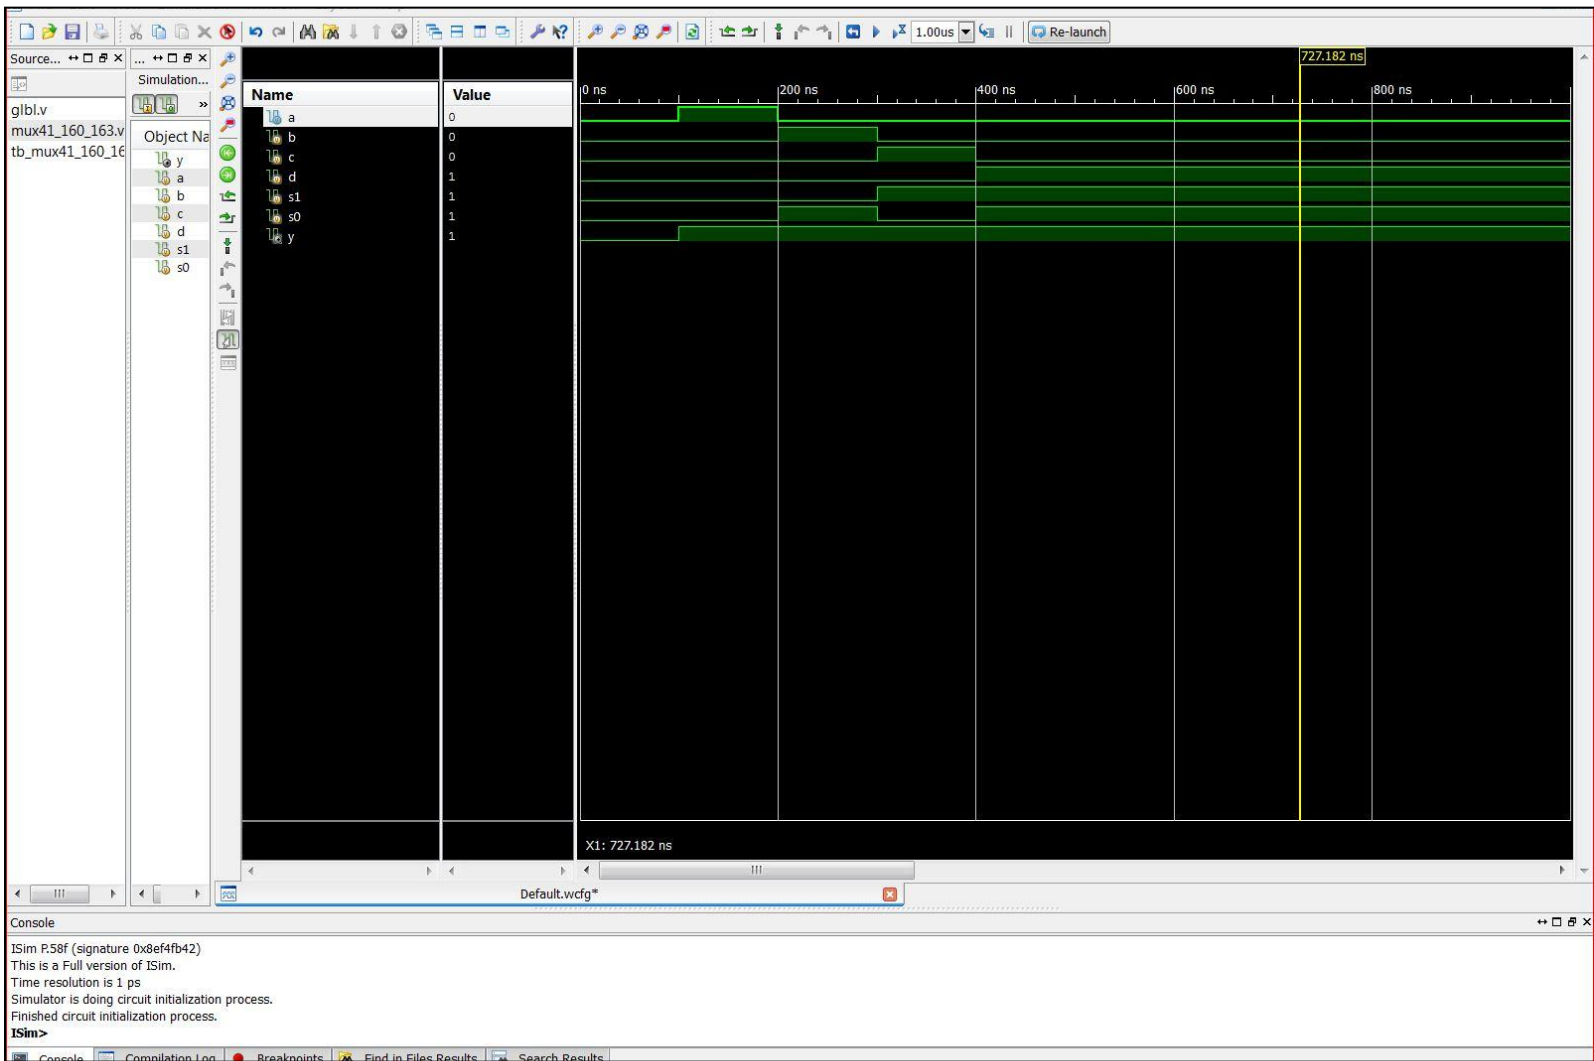 1.00us
Re-launch
Source...
...
glbl.v
mux41_160_163.v
tb_mux41_160_16
Simulation...
»
Object Na
y
a
b
c
d
s1
s0
Name
Value
a
0
b
0
c
0
d
1
s1
1
s0
1
y
1
727.182 ns
0 ns
200 ns
400 ns
600 ns
800 ns
X1: 727.182 ns
Default.wcfg*
Console
ISim P.58f (signature 0x8ef4fb42)
This is a Full version of ISim.
Time resolution is 1 ps
Simulator is doing circuit initialization process.
Finished circuit initialization process.
ISim>
Console Compilation Log Breakpoints Find in Files Results Search Results